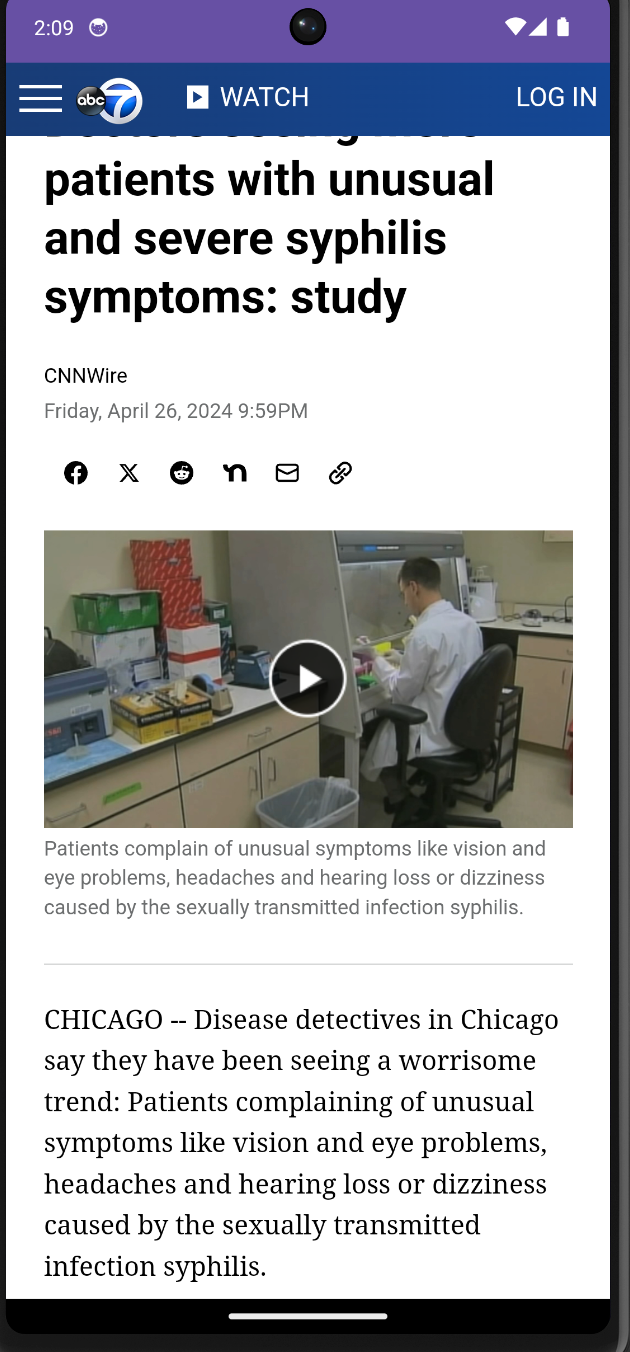 2:09
abc 7
WATCH
LOG IN
patients with unusual
and severe syphilis
symptoms: study
CNNWire
Friday, April 26, 2024 9:59PM
Patients complain of unusual symptoms like vision and
eye problems, headaches and hearing loss or dizziness
caused by the sexually transmitted infection syphilis.
CHICAGO -- Disease detectives in Chicago
say they have been seeing a worrisome
trend: Patients complaining of unusual
symptoms like vision and eye problems,
headaches and hearing loss or dizziness
caused by the sexually transmitted
infection syphilis.